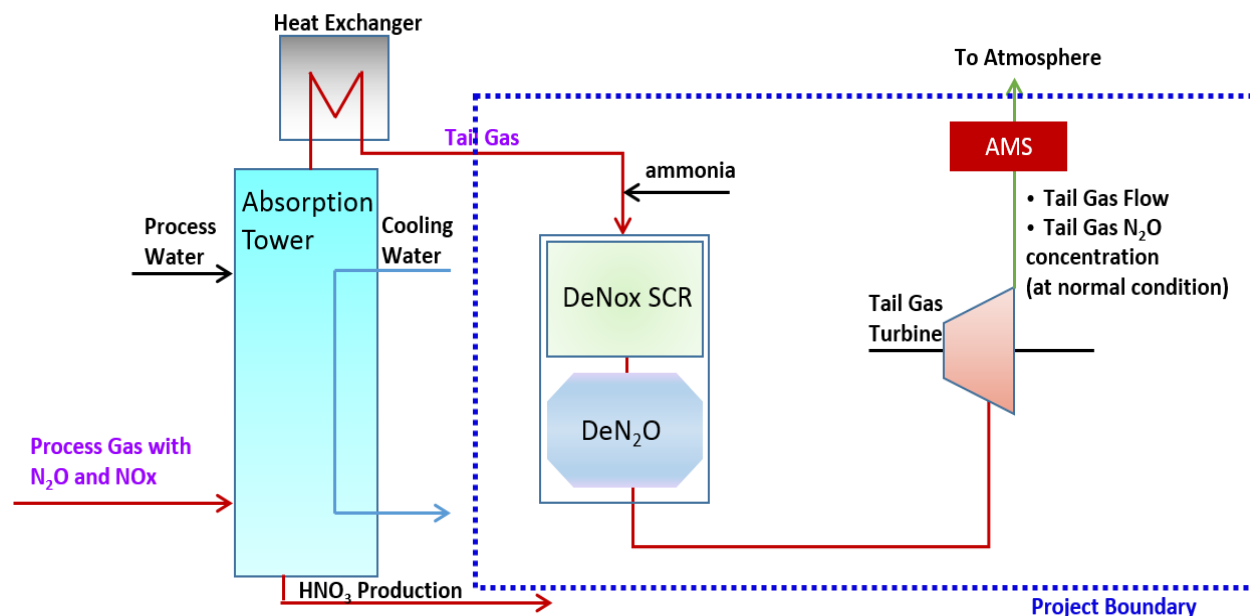 Heat Exchanger
To Atmosphere
Tail Gas
AMS
ammonia
Absorption
Tower
Process
Water
Cooling
Water
• Tail Gas Flow
• Tail Gas N₂O
concentration
(at normal condition)
DeNox SCR
Tail Gas
Turbine
DeN₂O
Process Gas with
N₂O and NOx
HNO₃ Production
Project Boundary